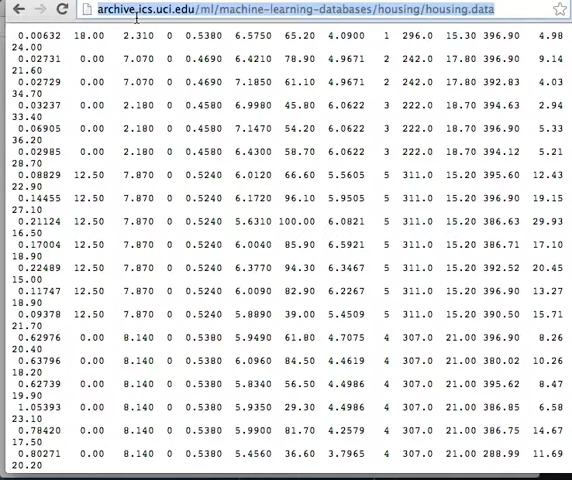 archive.ics.uci.edu/ml/machine-learning-databases/housing/housing.data
0.00632 18.00 2.310 0 0.5380 6.5750 65.20 4.0900 1 296.0 15.30 396.90 4.98
24.00
0.02731 0.00 7.070 0 0.4690 6.4210 78.90 4.9671 2 242.0 17.80 396.90 9.14
21.60
0.02729 0.00 7.070 0 0.4690 7.1850 61.10 4.9671 2 242.0 17.80 392.83 4.03
34.70
0.03237 0.00 2.180 0 0.4580 6.9980 45.80 6.0622 3 222.0 18.70 394.63 2.94
33.40
0.06905 0.00 2.180 0 0.4580 7.1470 54.20 6.0622 3 222.0 18.70 396.90 5.33
36.20
0.02985 0.00 2.180 0 0.4580 6.4300 58.70 6.0622 3 222.0 18.70 394.12 5.21
28.70
0.08829 12.50 7.870 0 0.5240 6.0120 66.60 5.5605 5 311.0 15.20 395.60 12.43
22.90
0.14455 12.50 7.870 0 0.5240 6.1720 96.10 5.9505 5 311.0 15.20 396.90 19.15
27.10
0.21124 12.50 7.870 0 0.5240 5.6310 100.00 6.0821 5 311.0 15.20 386.63 29.93
16.50
0.17004 12.50 7.870 0 0.5240 6.0040 85.90 6.5921 5 311.0 15.20 386.71 17.10
18.90
0.22489 12.50 7.870 0 0.5240 6.3770 94.30 6.3467 5 311.0 15.20 392.52 20.45
15.00
0.11747 12.50 7.870 0 0.5240 6.0090 82.90 6.2267 5 311.0 15.20 396.90 13.27
18.90
0.09378 12.50 7.870 0 0.5240 5.8890 39.00 5.4509 5 311.0 15.20 390.50 15.71
21.70
0.62976 0.00 8.140 0 0.5380 5.9490 61.80 4.7075 4 307.0 21.00 396.90 8.26
20.40
0.63796 0.00 8.140 0 0.5380 6.0960 84.50 4.4619 4 307.0 21.00 380.02 10.26
18.20
0.62739 0.00 8.140 0 0.5380 5.8340 56.50 4.4986 4 307.0 21.00 395.62 8.47
19.90
1.05393 0.00 8.140 0 0.5380 5.9350 29.30 4.4986 4 307.0 21.00 386.85 6.58
23.10
0.78420 0.00 8.140 0 0.5380 5.9900 81.70 4.2579 4 307.0 21.00 386.75 14.67
17.50
0.80271 0.00 8.140 0 0.5380 5.4560 36.60 3.7965 4 307.0 21.00 288.99 11.69
20.20